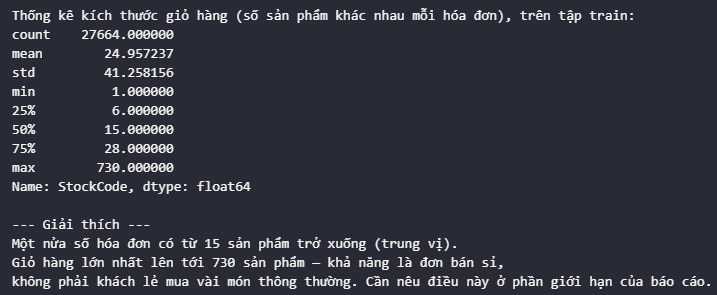 Thống kê kích thước giỏ hàng (số sản phẩm khác nhau mỗi hóa đơn), trên tập train:
count    27664.000000
mean        24.957237
std         41.258156
min          1.000000
25%          6.000000
50%         15.000000
75%         28.000000
max        730.000000
Name: StockCode, dtype: float64

--- Giải thích ---
Một nửa số hóa đơn có từ 15 sản phẩm trở xuống (trung vị).
Giỏ hàng lớn nhất lên tới 730 sản phẩm — khả năng là đơn bán sỉ,
không phải khách lẻ mua vài món thông thường. Cần nêu điều này ở phần giới hạn của báo cáo.